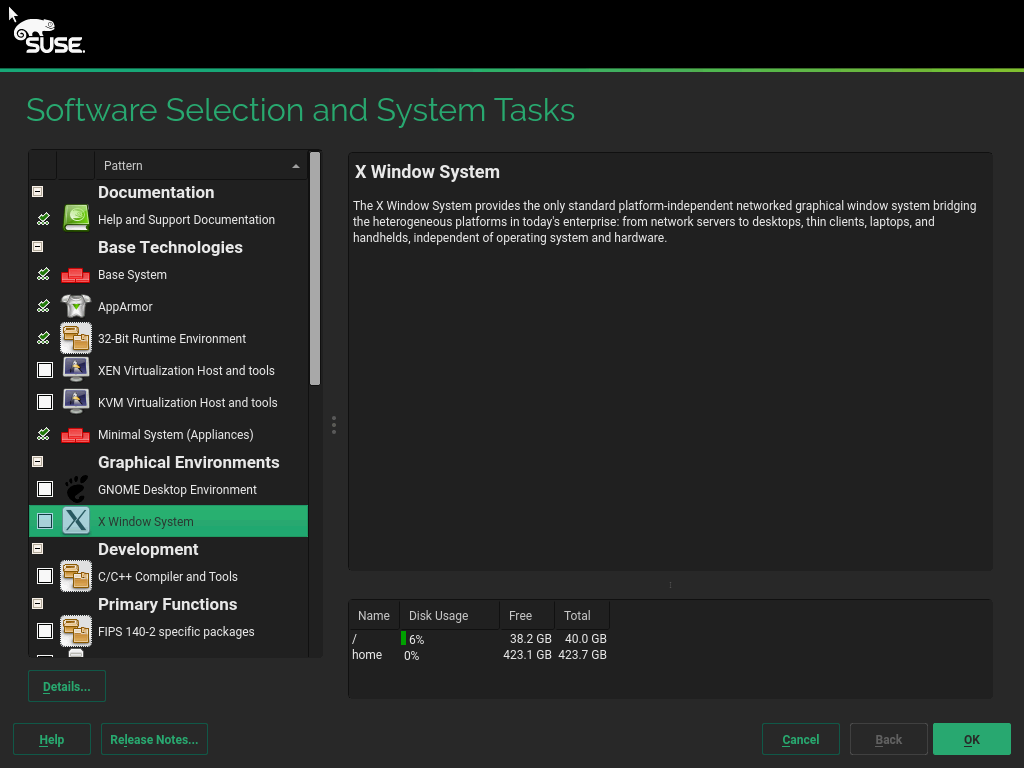 SUSE
Software Selection and System Tasks
Pattern
Documentation
Help and Support Documentation
Base Technologies
Base System
AppArmor
32-Bit Runtime Environment
XEN Virtualization Host and tools
KVM Virtualization Host and tools
Minimal System (Appliances)
Graphical Environments
GNOME Desktop Environment
X Window System
Development
C/C++ Compiler and Tools
Primary Functions
FIPS 140-2 specific packages
Details...
X Window System
The X Window System provides the only standard platform-independent networked graphical window system bridging
the heterogeneous platforms in today's enterprise: from network servers to desktops, thin clients, laptops, and
handhelds, independent of operating system and hardware.
Name Disk Usage Free Total
/ 6% 38.2 GB 40.0 GB
home 0% 423.1 GB 423.7 GB
Help Release Notes... Cancel Back OK